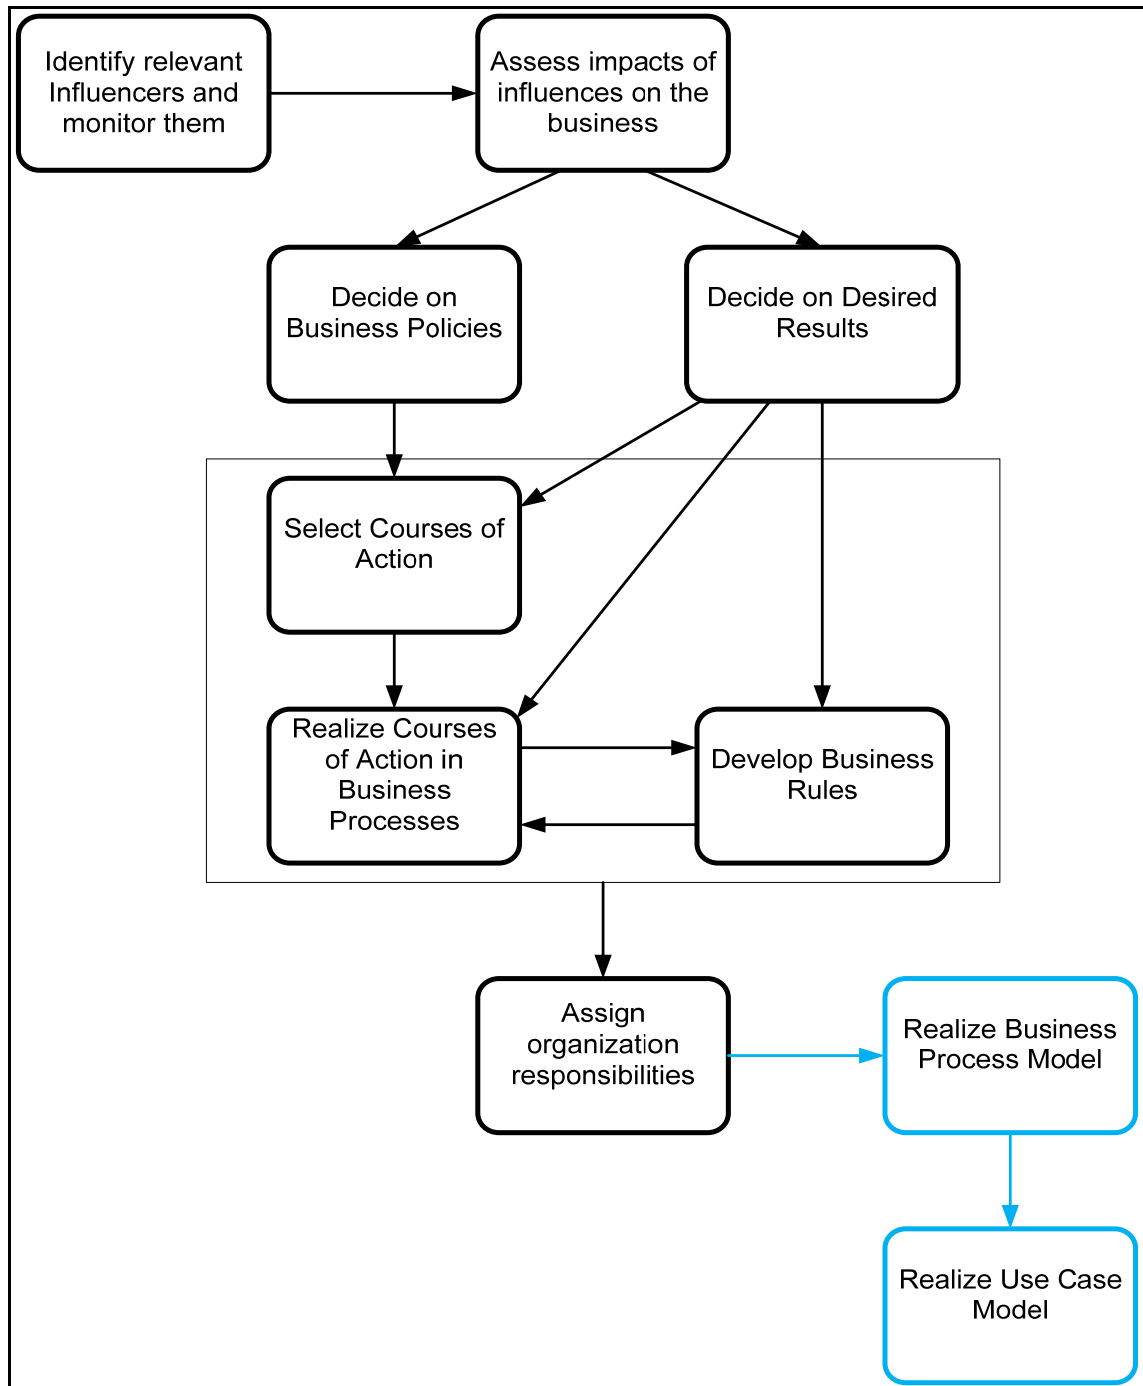 Identify relevant
Influencers and
monitor them
Assess impacts of
influences on the
business
Decide on
Business Policies
Decide on Desired
Results
Select Courses of
Action
Realize Courses
of Action in
Business
Processes
Develop Business
Rules
Assign
organization
responsibilities
Realize Business
Process Model
Realize Use Case
Model